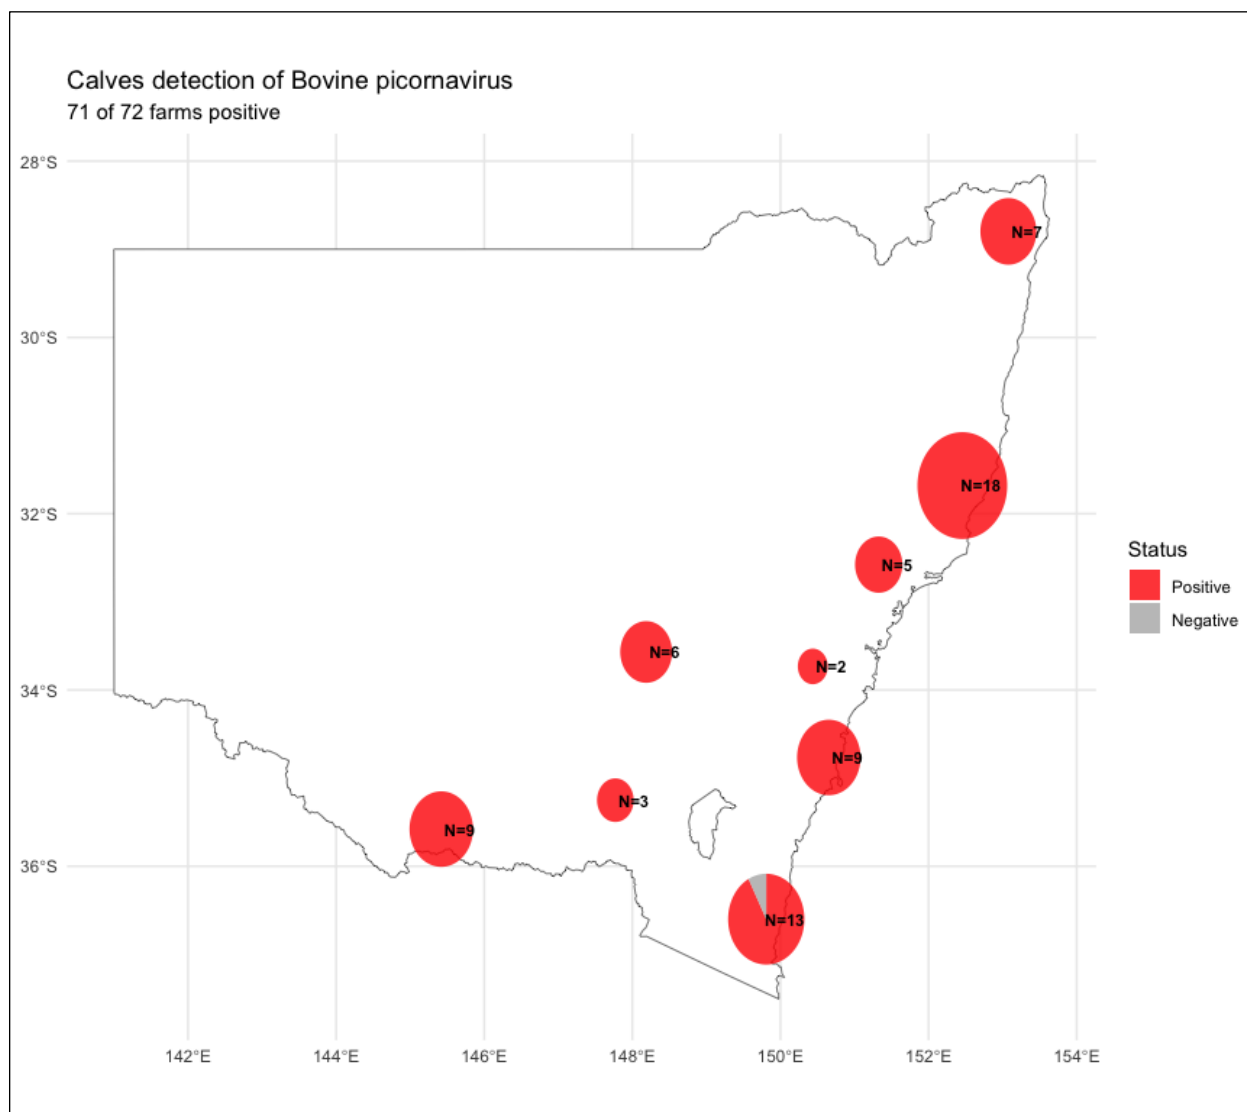 Calves detection of Bovine picornavirus
71 of 72 farms positive
28°S
30°S
32°S
34°S
36°S
N=7
N=18
N=5
N=6
N=2
N=9
N=3
N=9
N=13
142°E
144°E
146°E
148°E
150°E
152°E
154°E
Status
Positive
Negative